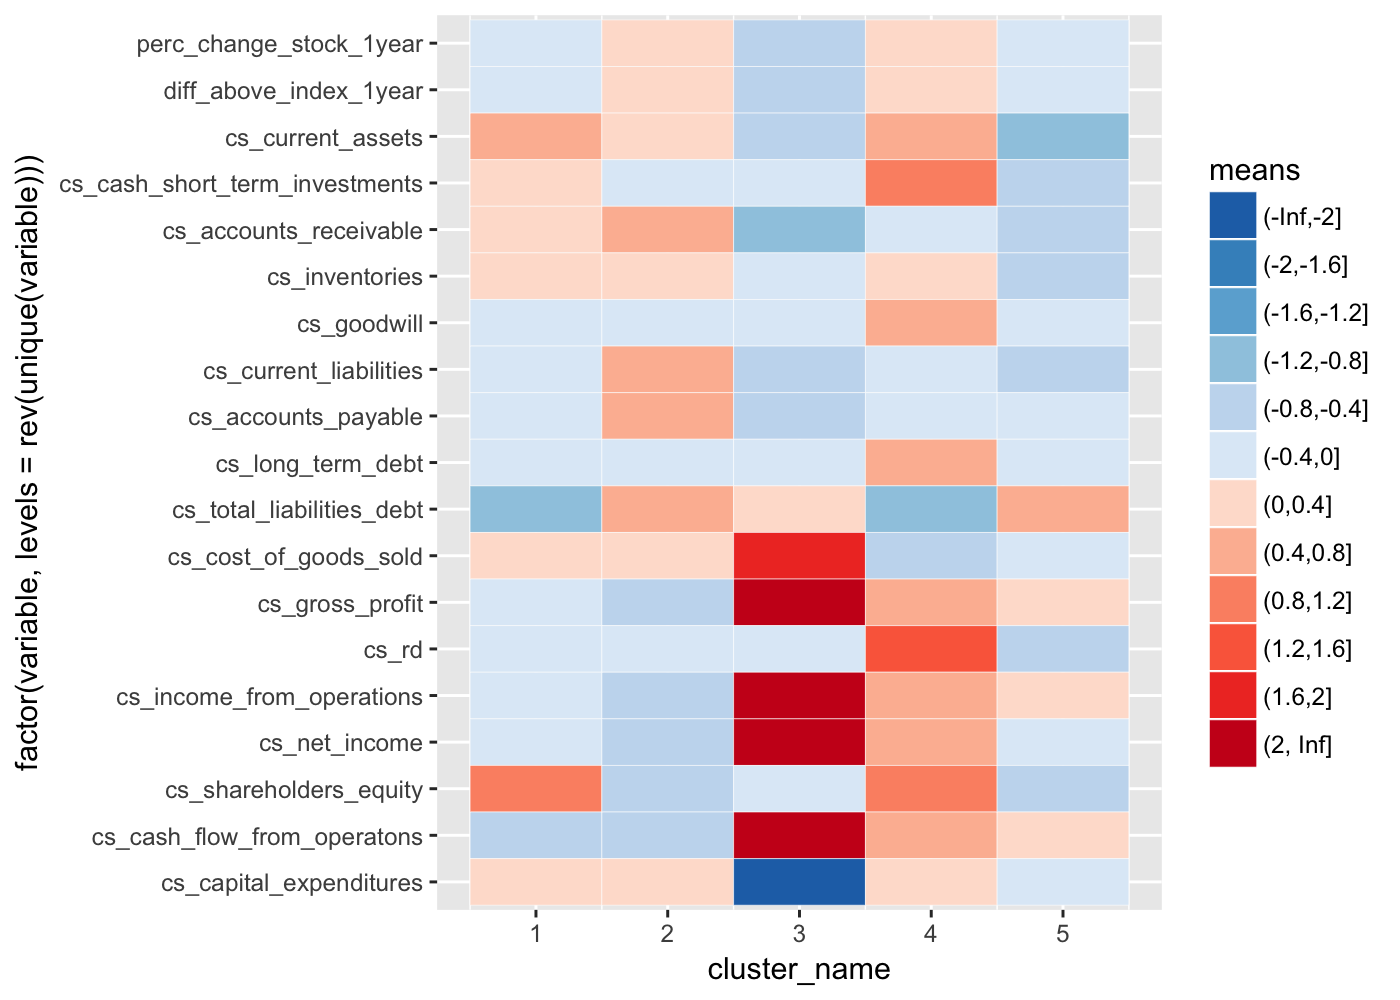 factor(variable, levels = rev(unique(variable)))
perc_change_stock_1year
diff_above_index_1year
cs_current_assets
cs_cash_short_term_investments
cs_accounts_receivable
cs_inventories
cs_goodwill
cs_current_liabilities
cs_accounts_payable
cs_long_term_debt
cs_total_liabilities_debt
cs_cost_of_goods_sold
cs_gross_profit
cs_rd
cs_income_from_operations
cs_net_income
cs_shareholders_equity
cs_cash_flow_from_operatons
cs_capital_expenditures
1 2 3 4 5
cluster_name
means
(-Inf,-2]
(-2,-1.6]
(-1.6,-1.2]
(-1.2,-0.8]
(-0.8,-0.4]
(-0.4,0]
(0,0.4]
(0.4,0.8]
(0.8,1.2]
(1.2,1.6]
(1.6,2]
(2, Inf]